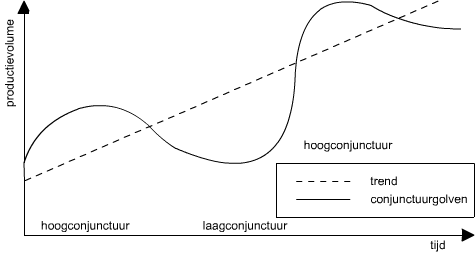 productievolume
hoogconjunctuur
trend
conjunctuurgolven
hoogconjunctuur
laagconjunctuur
tijd